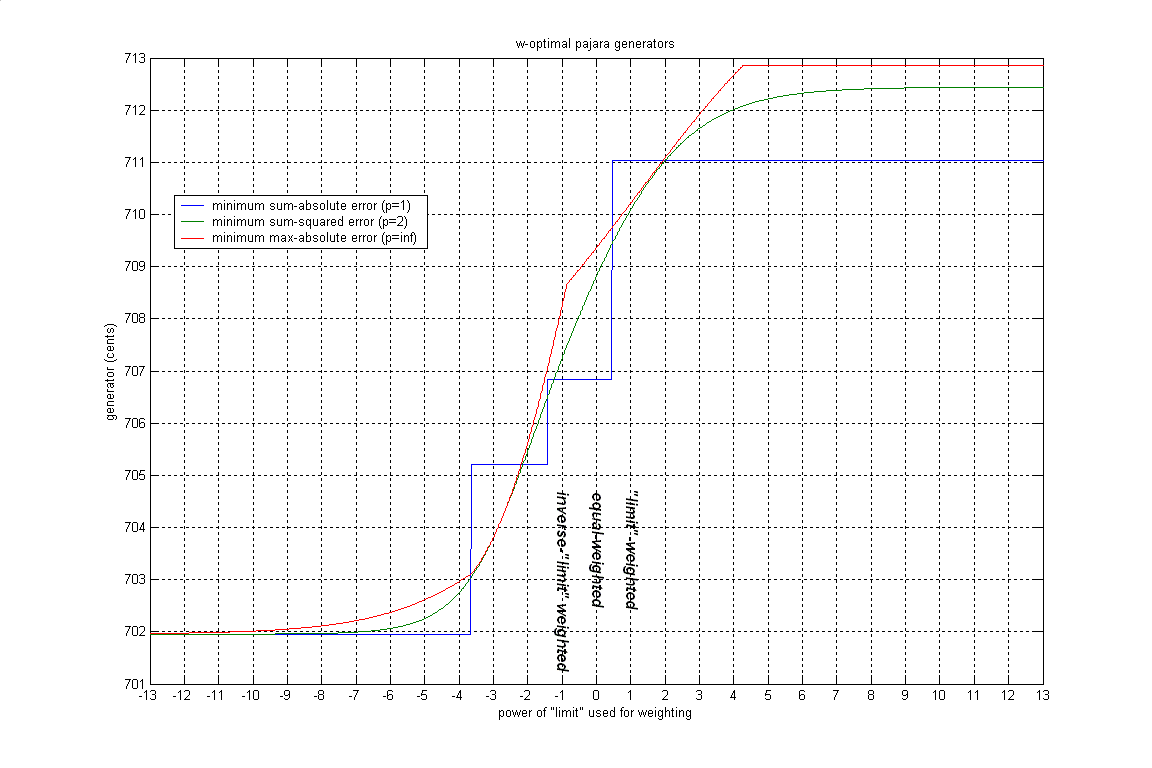 w-optimal pajara generators
713
712
711
710
709
708
707
706
705
704
703
702
701
generator (cents)
minimum sum-absolute error (p=1)
minimum sum-squared error (p=2)
minimum max-absolute error (p=inf)
inverse-"limit"-weighted
equal-weighted
"limit"-weighted
-13 -12 -11 -10 -9 -8 -7 -6 -5 -4 -3 -2 -1 0 1 2 3 4 5 6 7 8 9 10 11 12 13
power of "limit" used for weighting